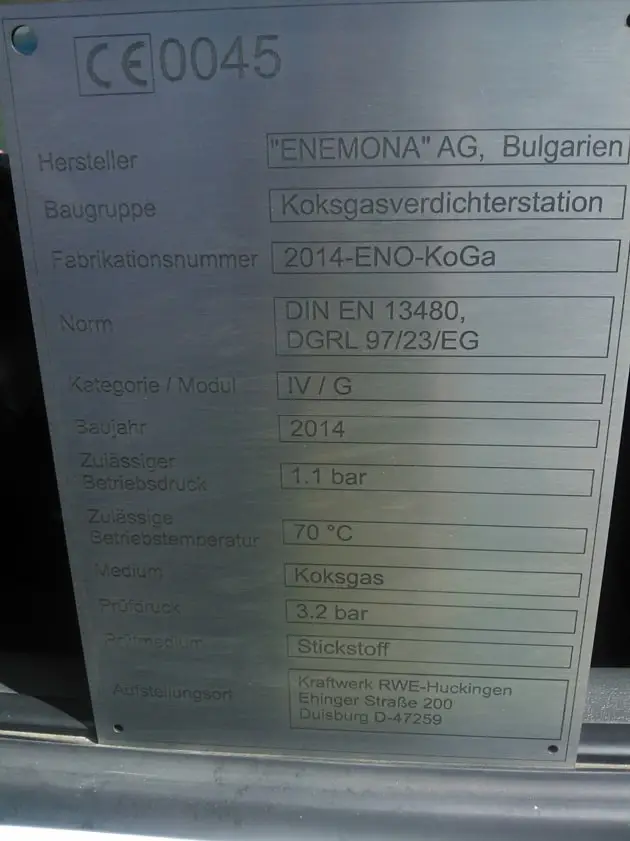 CE 0045
Hersteller "ENEMONA" AG, Bulgarien
Baugruppe Koksgasverdichterstation
Fabrikationsnummer 2014-ENO-KoGa
Norm DIN EN 13480,
DGRL 97/23/EG
Kategorie / Modul IV / G
Baujahr 2014
Zulässiger
Betriebsdruck 1.1 bar
Zulässige
Betriebstemperatur 70 °C
Medium Koksgas
Prüfdruck 3.2 bar
Prüfmedium Stickstoff
Aufstellungsort Kraftwerk RWE-Huckingen
Ehinger Straße 200
Duisburg D-47259